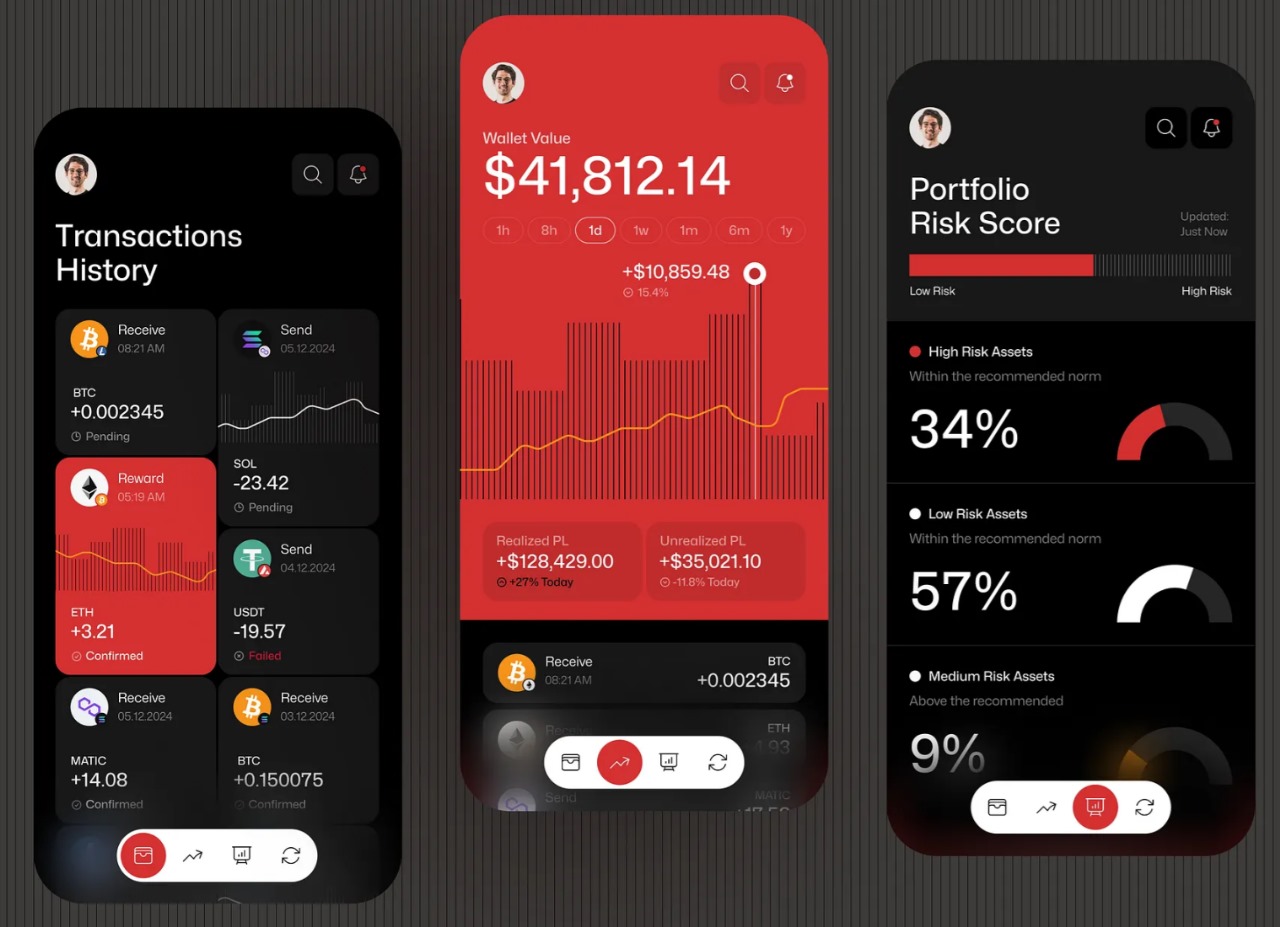 Transactions
History
Receive
08:21 AM
BTC
+0.002345
Pending
Send
05.12.2024
SOL
-23.42
Pending
Reward
05:19 AM
ETH
+3.21
Confirmed
Send
04.12.2024
USDT
-19.57
Failed
Receive
05.12.2024
MATIC
+14.08
Confirmed
Receive
03.12.2024
BTC
+0.150075
Confirmed
Wallet Value
$41,812.14
1h 8h 1d 1w 1m 6m 1y
+$10,859.48
15.4%
Realized PL
+$128,429.00
+27% Today
Unrealized PL
+$35,021.10
-11.8% Today
Receive
08:21 AM
BTC
+0.002345
ETH
Send
MATIC
Portfolio
Risk Score
Updated:
Just Now
Low Risk
High Risk
High Risk Assets
Within the recommended norm
34%
Low Risk Assets
Within the recommended norm
57%
Medium Risk Assets
Above the recommended
9%